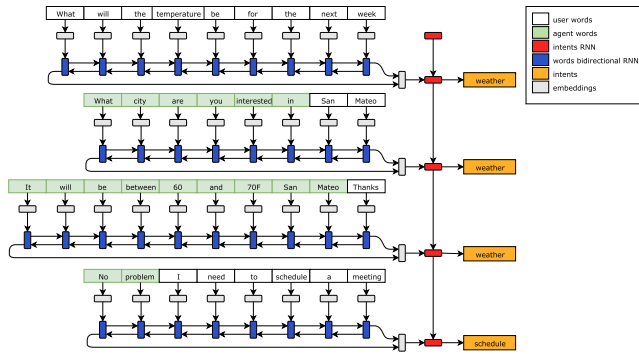 What will the temperature be for the next week
user words
agent words
intents RNN
words bidirectional RNN
intents
embeddings
weather
What city are you interested in San Mateo
weather
It will be between 60 and 70F San Mateo Thanks
weather
No problem I need to schedule a meeting
schedule